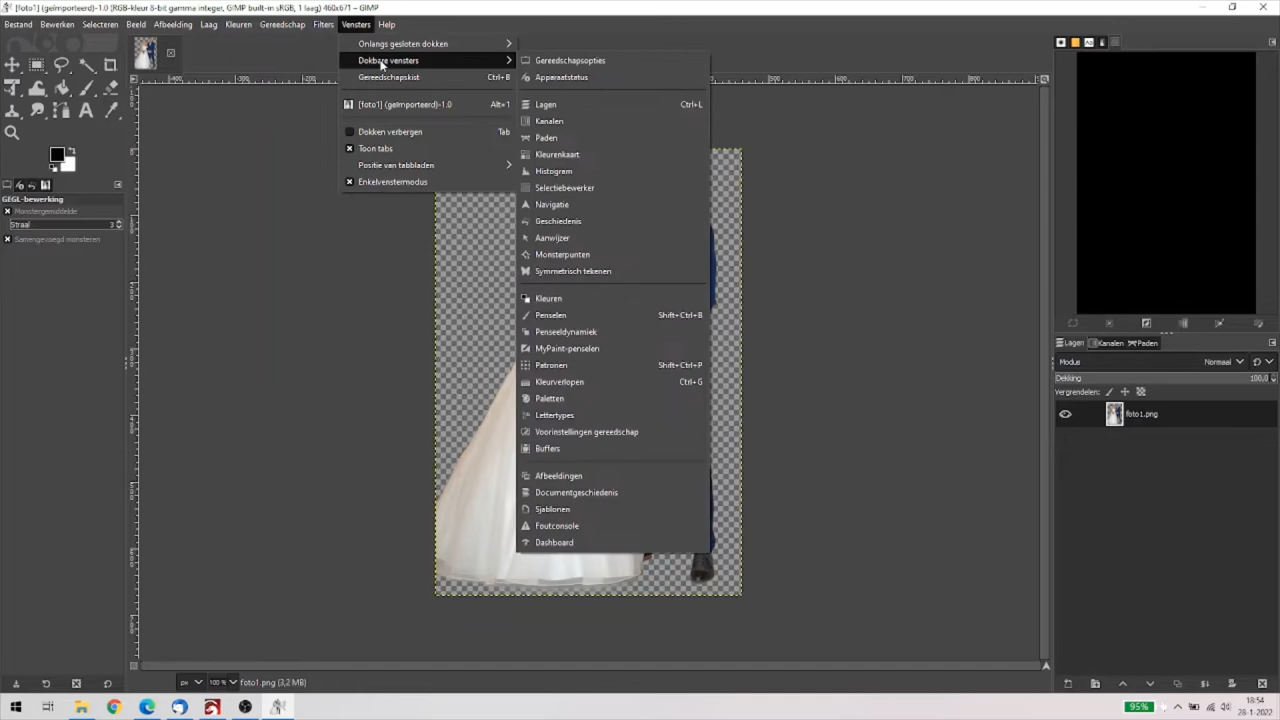 [foto1] (geïmporteerd)-1.0 (RGB-kleur 8-bit gamma integer, GIMP built-in sRGB, 1 laag) 460x671 – GIMP
Bestand Bewerken Selecteren Beeld Afbeelding Laag Kleuren Gereedschap Filters Vensters Help
Onlangs gesloten dokken
Dokbare vensters
Gereedschapskist Ctrl+B
[foto1] (geïmporteerd)-1.0 Alt+1
Dokken verbergen Tab
Toon tabs
Positie van tabbladen
Enkelvenstermodus
Gereedschapsopties
Apparaatstatus
Lagen Ctrl+L
Kanalen
Paden
Kleurenkaart
Histogram
Selectiebewerker
Navigatie
Geschiedenis
Aanwijzer
Monsterpunten
Symmetrisch tekenen
Kleuren
Penselen Shift+Ctrl+B
Penseeldynamiek
MyPaint-penselen
Patronen Shift+Ctrl+P
Kleurverlopen Ctrl+G
Paletten
Lettertypes
Voorinstellingen gereedschap
Buffers
Afbeeldingen
Documentgeschiedenis
Sjablonen
Foutconsole
Dashboard
GEGL-bewerking
Monstergemiddelde
Straal 3
Samengevoegd monsteren
Lagen Kanalen Paden
Modus Normaal
Dekking 100,0
Vergrendelen:
foto1.png
px 100 % foto1.png (3,2 MB)
95%
18:54
28-1-2022